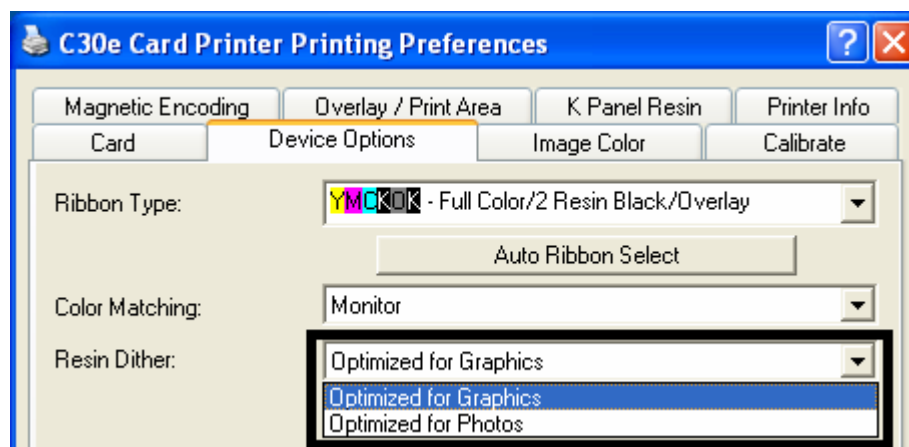 C30e Card Printer Printing Preferences
Magnetic Encoding Overlay / Print Area K Panel Resin Printer Info
Card Device Options Image Color Calibrate
Ribbon Type: YMCKOK - Full Color/2 Resin Black/Overlay
Auto Ribbon Select
Color Matching: Monitor
Resin Dither: Optimized for Graphics
Optimized for Graphics
Optimized for Photos